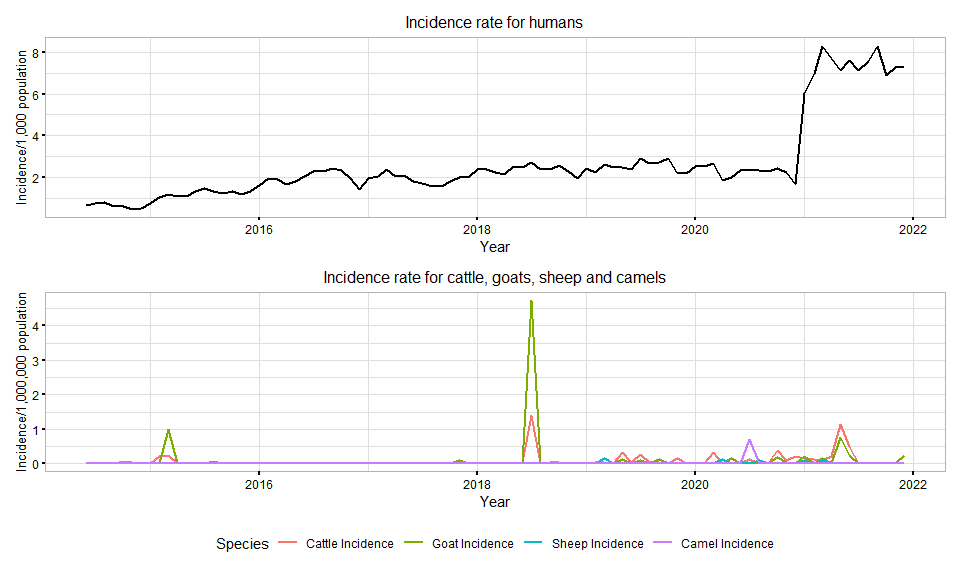 Incidence rate for humans
Incidence/1,000 population
8
6
4
2
2016 2018 2020 2022
Year
Incidence rate for cattle, goats, sheep and camels
Incidence/1,000,000 population
4
3
2
1
0
2016 2018 2020 2022
Year
Species Cattle Incidence Goat Incidence Sheep Incidence Camel Incidence